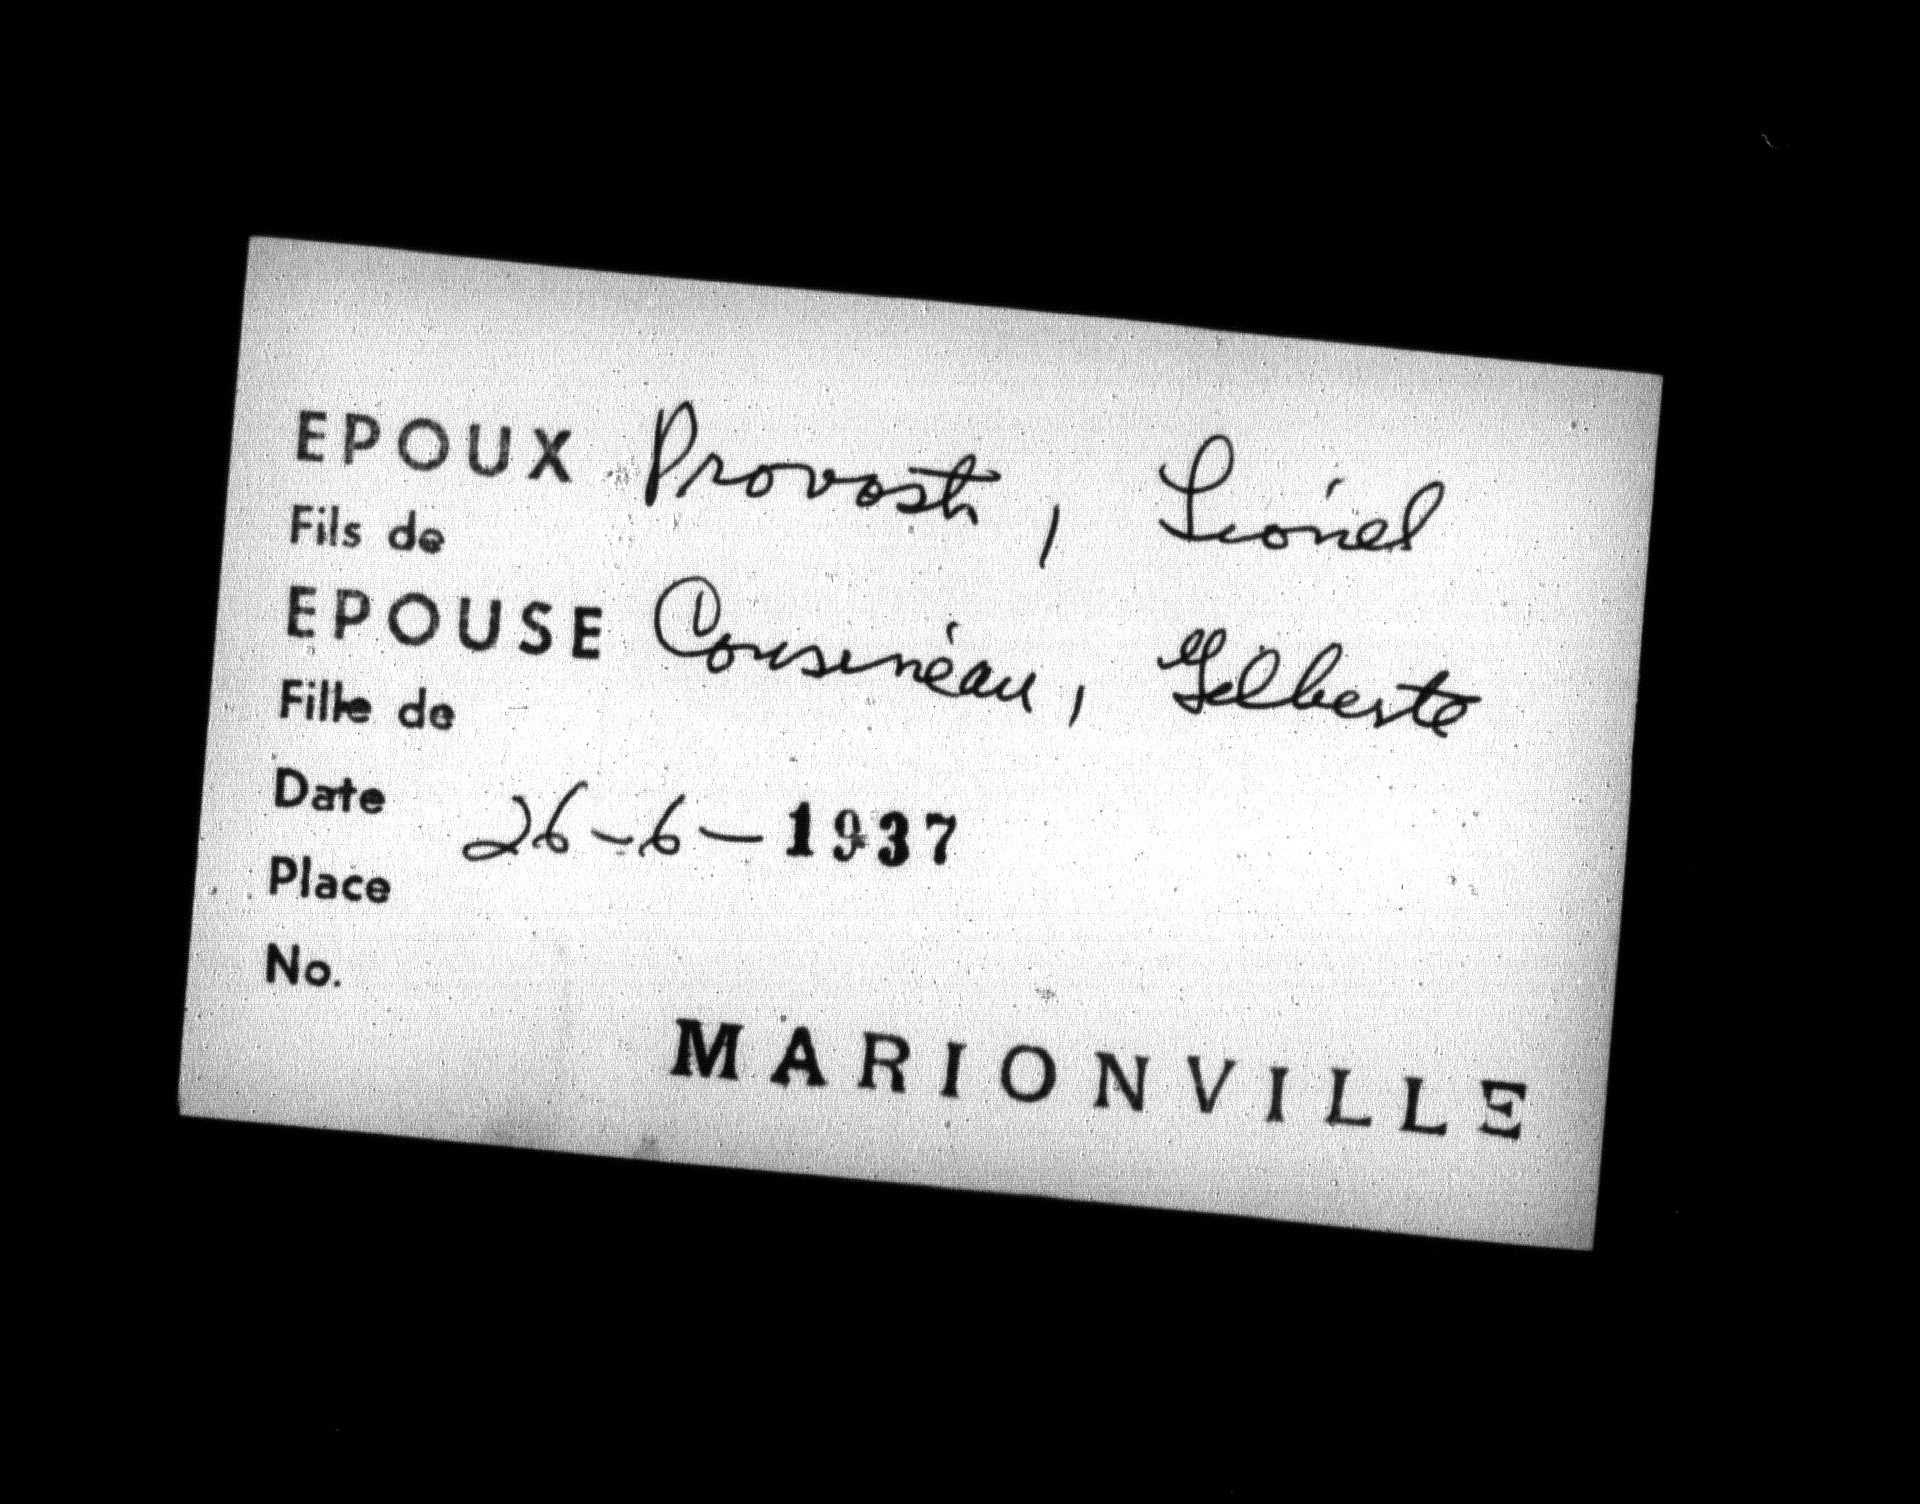 EPOUX Provost, Lionel
Fils de
EPOUSE Cousineau, Gilberte
Fille de
Date 26-6-1937
Place
No.
MARIONVILLE